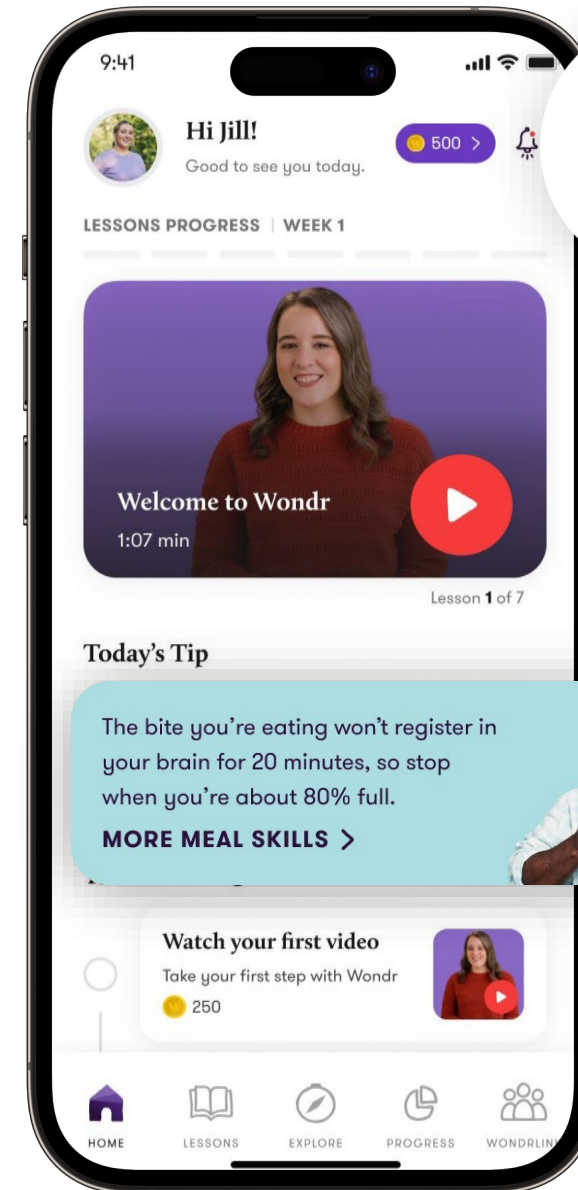 9:41
Hi Jill!
500 >
Good to see you today.
LESSONS PROGRESS | WEEK 1
Welcome to Wondr
1:07 min
Lesson 1 of 7
Today's Tip
The bite you're eating won't register in
your brain for 20 minutes, so stop
when you're about 80% full.
MORE MEAL SKILLS >
Watch your first video
Take your first step with Wondr
250
HOME
LESSONS
EXPLORE
PROGRESS